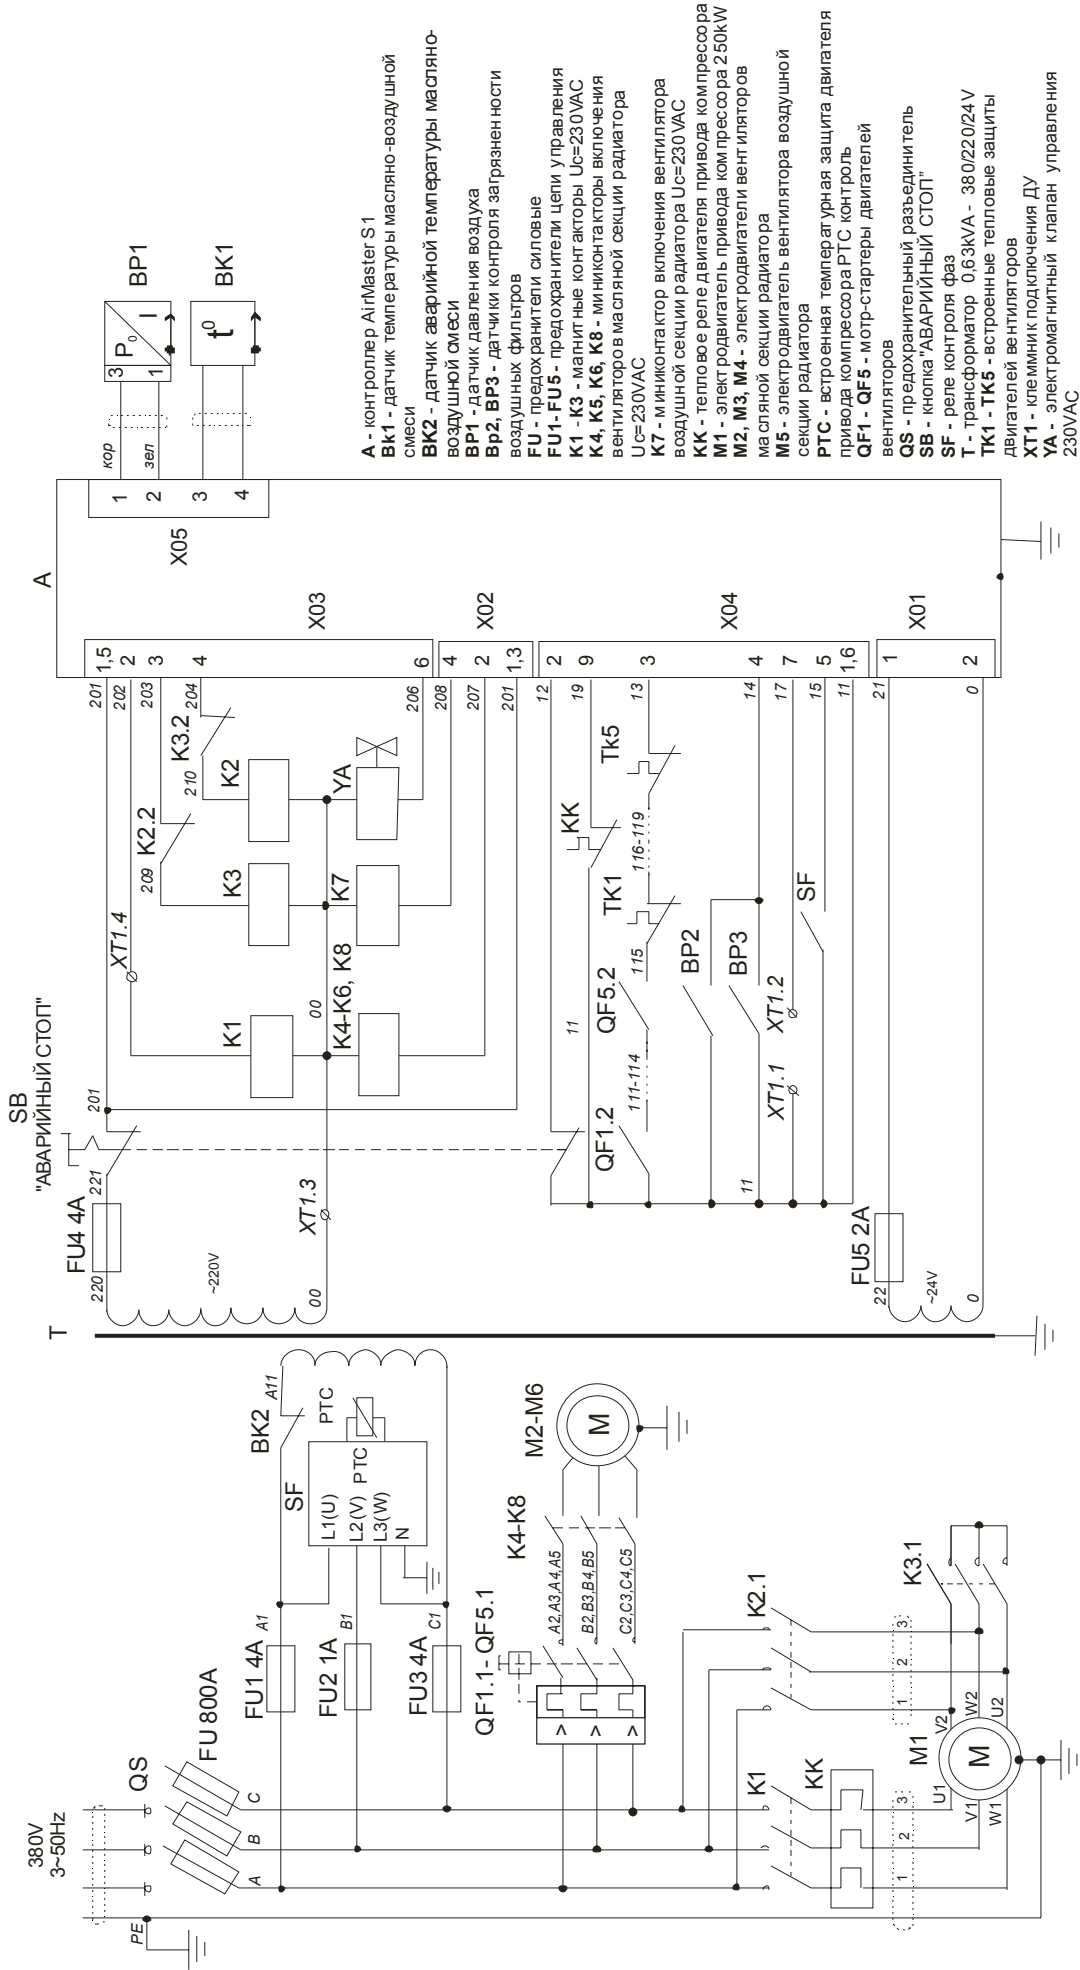 380V
3~50Hz
PE
QS
FU 800A
A
B
C
FU1 4A
FU2 1A
FU3 4A
A1
B1
C1
SF
L1(U)
L2(V)
L3(W)
N
PTC
PTC
BK2
A11
QF1.1- QF5.1
>
>
>
A2,A3,A4,A5
B2,B3,B4,B5
C2,C3,C4,C5
K4-K8
M2-M6
M
K1
KK
1
2
3
K2.1
1
2
3
K3.1
M1
M
U1
V1
W1
V2
W2
U2
T
~220V
220
00
FU4 4A
221
SB
"АВАРИЙНЫЙ СТОП"
201
XT1.3
XT1.4
K1
K4-K6, K8
00
K3
K7
209
K2.2
K2
YA
210
K3.2
201
202
203
204
206
208
207
201
1,5
2
3
4
6
X03
4
2
1,3
X02
A
QF1.2
111-114
QF5.2
115
TK1
116-119
Tk5
KK
11
BP2
BP3
11
XT1.1
XT1.2
SF
12
19
13
14
17
15
11
2
9
3
4
7
5
1,6
X04
~24V
22
0
FU5 2A
21
0
1
2
X01
X05
1
2
3
4
кор
зел
3
1
P0
I
BP1
t0
BK1
A - контроллер AirMaster S1
Bk1 - датчик температуры масляно-воздушной
смеси
BK2 - датчик аварийной температуры масляно-
воздушной смеси
BP1 - датчик давления воздуха
Bp2, BP3 - датчики контроля загрязненности
воздушных фильтров
FU - предохранители силовые
FU1- FU5 - предохранители цепи управления
K1 - K3 - магнитные контакторы Uc=230VAC
K4, K5, K6, K8 - миниконтакторы включения
вентиляторов масляной секции радиатора
Uc=230VAC
K7 - миниконтактор включения вентилятора
воздушной секции радиатора Uc=230VAC
KK - тепловое реле двигателя привода компрессора
M1 - электродвигатель привода компрессора 250kW
M2, M3, M4 - электродвигатели вентиляторов
масляной секции радиатора
M5 - электродвигатель вентилятора воздушной
секции радиатора
PTC - встроенная температурная защита двигателя
привода компрессора PTC контроль
QF1 - QF5 - мотр-стартеры двигателей
вентиляторов
QS - предохранительный разъединитель
SB - кнопка "АВАРИЙНЫЙ СТОП"
SF - реле контроля фаз
T - трансформатор 0,63kVA - 380/220/24V
TK1 - TK5 - встроенные тепловые защиты
двигателей вентиляторов
XT1 - клеммник подключения ДУ
YA - электромагнитный клапан управления
230VAC